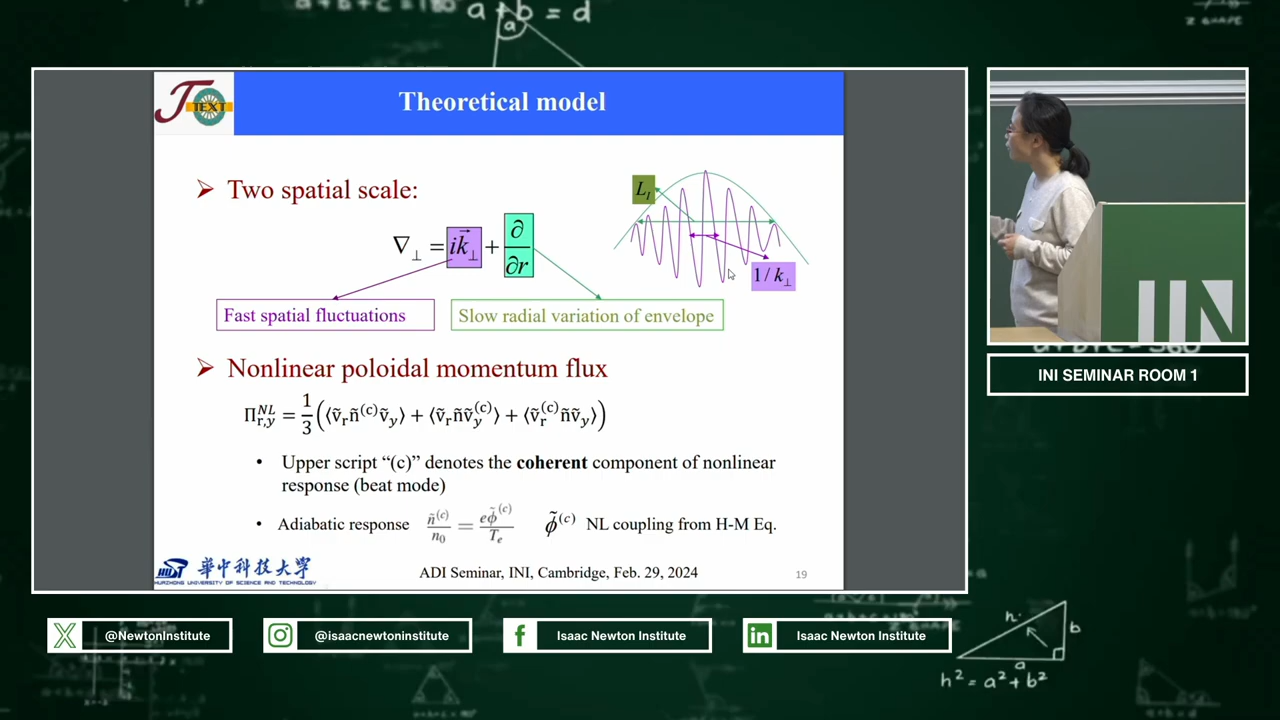 a + b = d
a
Z SHAPE
J TEXT
Theoretical model
➢ Two spatial scale:
∇⊥ = ik⃗⊥ + ∂/∂r
L_I
1/k⊥
Fast spatial fluctuations
Slow radial variation of envelope
➢ Nonlinear poloidal momentum flux
Π^NL_r,y = 1/3 (⟨ṽ_r ñ^(c) ṽ_y⟩ + ⟨ṽ_r ñ ṽ_y^(c)⟩ + ⟨ṽ_r^(c) ñ ṽ_y⟩)
• Upper script “(c)” denotes the coherent component of nonlinear
response (beat mode)
• Adiabatic response ñ^(c)/n_0 = eϕ̃^(c)/T_e ϕ̃^(c) NL coupling from H-M Eq.
華中科技大学
HUAZHONG UNIVERSITY OF SCIENCE AND TECHNOLOGY
ADI Seminar, INI, Cambridge, Feb. 29, 2024
19
IN
INI SEMINAR ROOM 1
@NewtonInstitute
@isaacnewtoninstitute
Isaac Newton Institute
Isaac Newton Institute
h
b
a
h² = a² + b²